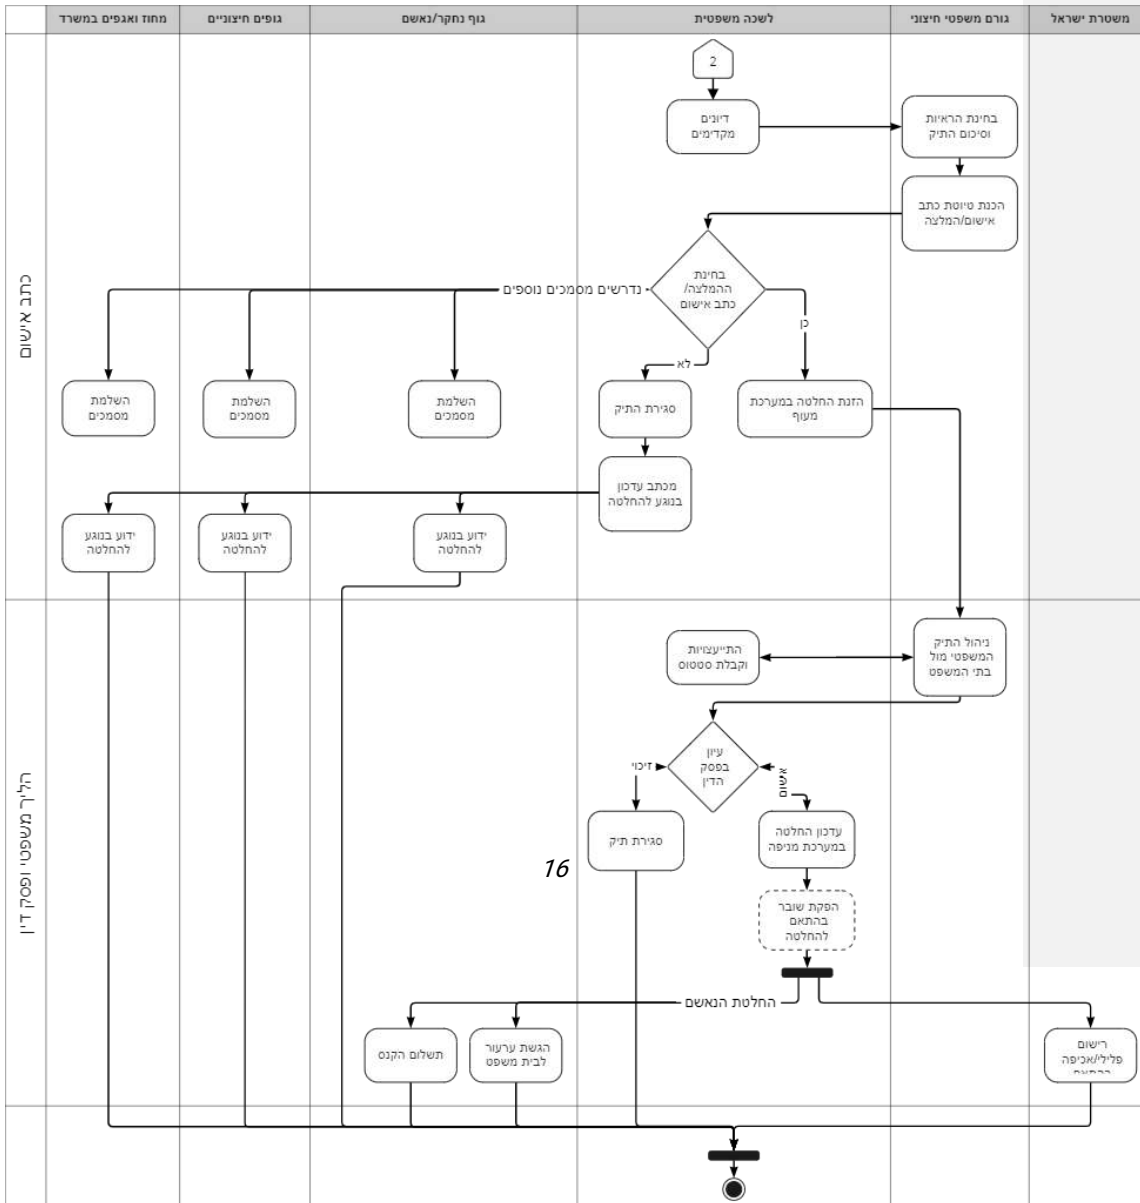 משטרת ישראל
גורם משפטי חיצוני
לשכה משפטית
גוף נחקר/נאשם
גופים חיצוניים
מחוז ואגפים במשרד
כתב אישום
2
דיונים
מקדימים
בחינת הראיות
וסיכום התיק
הכנת טיוטת כתב
אישום/המלצה
בחינת
ההמלצה/
כתב אישום
נדרשים מסמכים נוספים
כן
לא
הזנת החלטה במערכת
מעוף
סגירת התיק
השלמת
מסמכים
השלמת
מסמכים
השלמת
מסמכים
מכתב עדכון
בנוגע להחלטה
ידוע בנוגע
להחלטה
ידוע בנוגע
להחלטה
ידוע בנוגע
להחלטה
הליך משפטי ופסק דין
ניהול התיק
המשפטי מול
בתי המשפט
התייעצויות
וקבלת סטטוס
עיון
בפסק
הדין
אישום
זיכוי
עדכון החלטה
במערכת מניפה
סגירת תיק
16
הפקת שובר
בהתאם
להחלטה
החלטת הנאשם
רישום
פלילי/אכיפה
בהתאם
הגשת ערעור
לבית משפט
תשלום הקנס